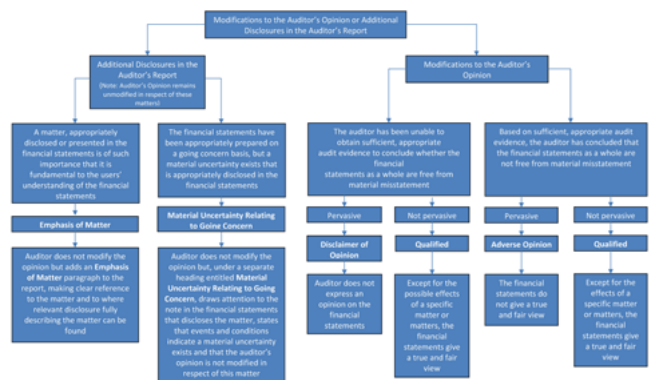 Modifications to the Auditor's Opinion or Additional
Disclosures in the Auditor's Report
Additional Disclosures in
the Auditor's Report
(Note: Auditor's Opinion remains
unmodified in respect of these
matters)
Modifications to the Auditor's
Opinion
A matter, appropriately
disclosed or presented in the
financial statements is of such
importance that it is
fundamental to the users'
understanding of the financial
statements
The financial statements have
been appropriately prepared on
a going concern basis, but a
material uncertainty exists that
is appropriately disclosed in the
financial statements
The auditor has been unable to
obtain sufficient, appropriate
audit evidence to conclude whether the
financial
statements as a whole are free from
material misstatement
Based on sufficient, appropriate audit
evidence, the auditor has concluded that
the financial statements as a whole are
not free from material misstatement
Pervasive
Not pervasive
Pervasive
Not pervasive
Emphasis of Matter
Material Uncertainty Relating
to Going Concern
Disclaimer of
Opinion
Qualified
Adverse Opinion
Qualified
Auditor does not modify the
opinion but adds an Emphasis
of Matter paragraph to the
report, making clear reference
to the matter and to where
relevant disclosure fully
describing the matter can be
found
Auditor does not modify the
opinion but, under a separate
heading entitled Material
Uncertainty Relating to Going
Concern, draws attention to the
note in the financial statements
that discloses the matter, states
that events and conditions
indicate a material uncertainty
exists and that the auditor's
opinion is not modified in
respect of this matter
Auditor does not
express an
opinion on the
financial
statements
Except for the
possible effects
of a specific
matter or
matters, the
financial
statements give
a true and fair
view
The financial
statements do
not give a true
and fair view
Except for the
effects of a
specific matter
or matters, the
financial
statements give
a true and fair
view